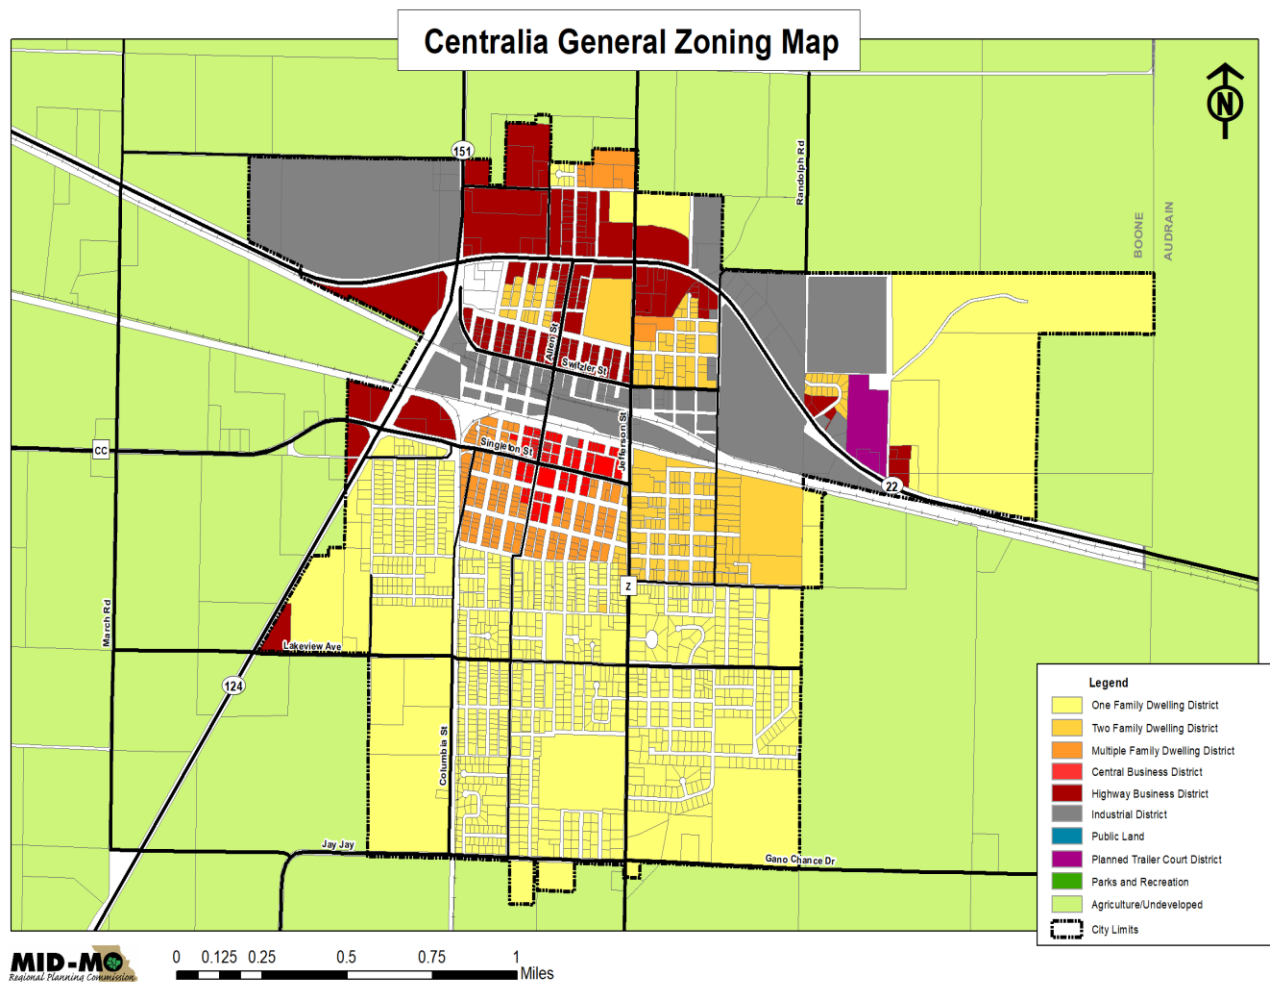 Centralia General Zoning Map
N
151
Randolph Rd
BOONE
AUDRAIN
Allen St
Switzler St
Jefferson St
Singleton St
CC
22
Z
March Rd
Lakeview Ave
124
Columbia St
Jay Jay
Gano Chance Dr
Legend
One Family Dwelling District
Two Family Dwelling District
Multiple Family Dwelling District
Central Business District
Highway Business District
Industrial District
Public Land
Planned Trailer Court District
Parks and Recreation
Agriculture/Undeveloped
City Limits
MID-MO
Regional Planning Commission
0 0.125 0.25 0.5 0.75 1
Miles